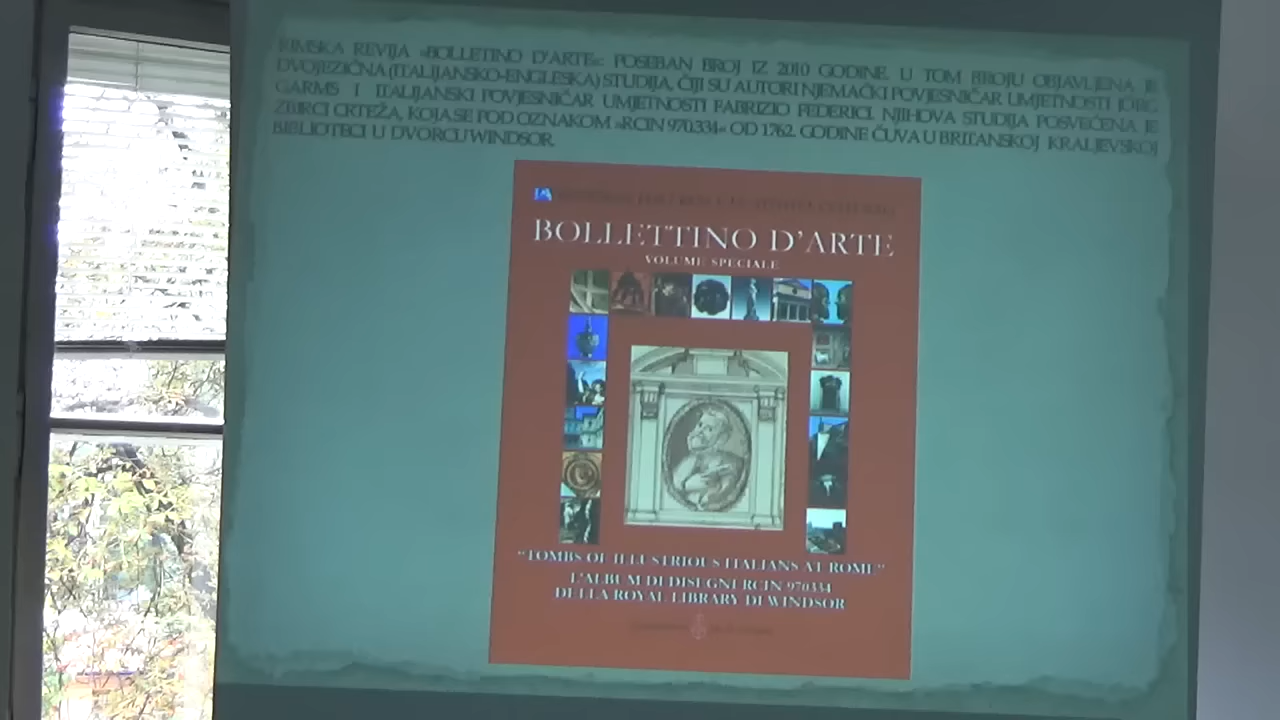 RIMSKA REVIJA »BOLLETINO D'ARTE«: POSEBAN BROJ IZ 2010 GODINE. U TOM BROJU OBJAVLJENA JE
DVOJEZIČNA (ITALIJANSKO-ENGLESKA) STUDIJA, ČIJI SU AUTORI NJEMAČKI POVJESNIČAR UMJETNOSTI JÖRG
GARMS I ITALIJANSKI POVJESNIČAR UMJETNOSTI FABRIZIO FEDERICI. NJIHOVA STUDIJA POSVEĆENA JE
ZBIRCI CRTEŽA, KOJA SE POD OZNAKOM »RCIN 970334« OD 1762. GODINE ČUVA U BRITANSKOJ KRALJEVSKOJ
BIBLIOTECI U DVORCU WINDSOR.
BOLLETTINO D'ARTE
VOLUME SPECIALE
"TOMBS OF ILLUSTRIOUS ITALIANS AT ROME"
L'ALBUM DI DISEGNI RCIN 970334
DELLA ROYAL LIBRARY DI WINDSOR